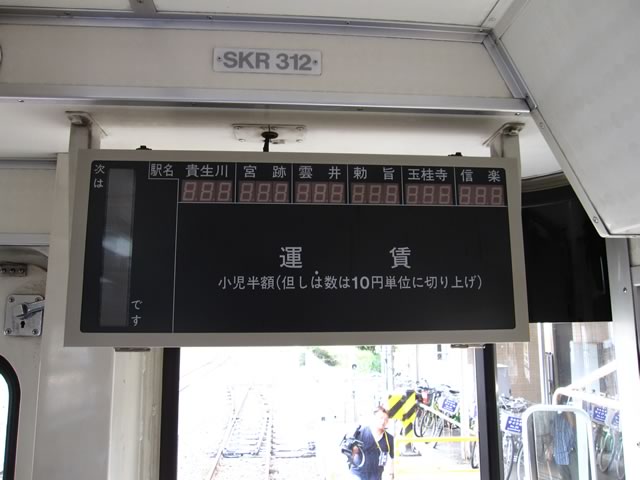 SKR 312
次は
です
駅名 貴生川 宮跡 雲井 勅旨 玉桂寺 信楽
888 888 888 888 888 888
運賃
小児半額(但しは数は10円単位に切り上げ)